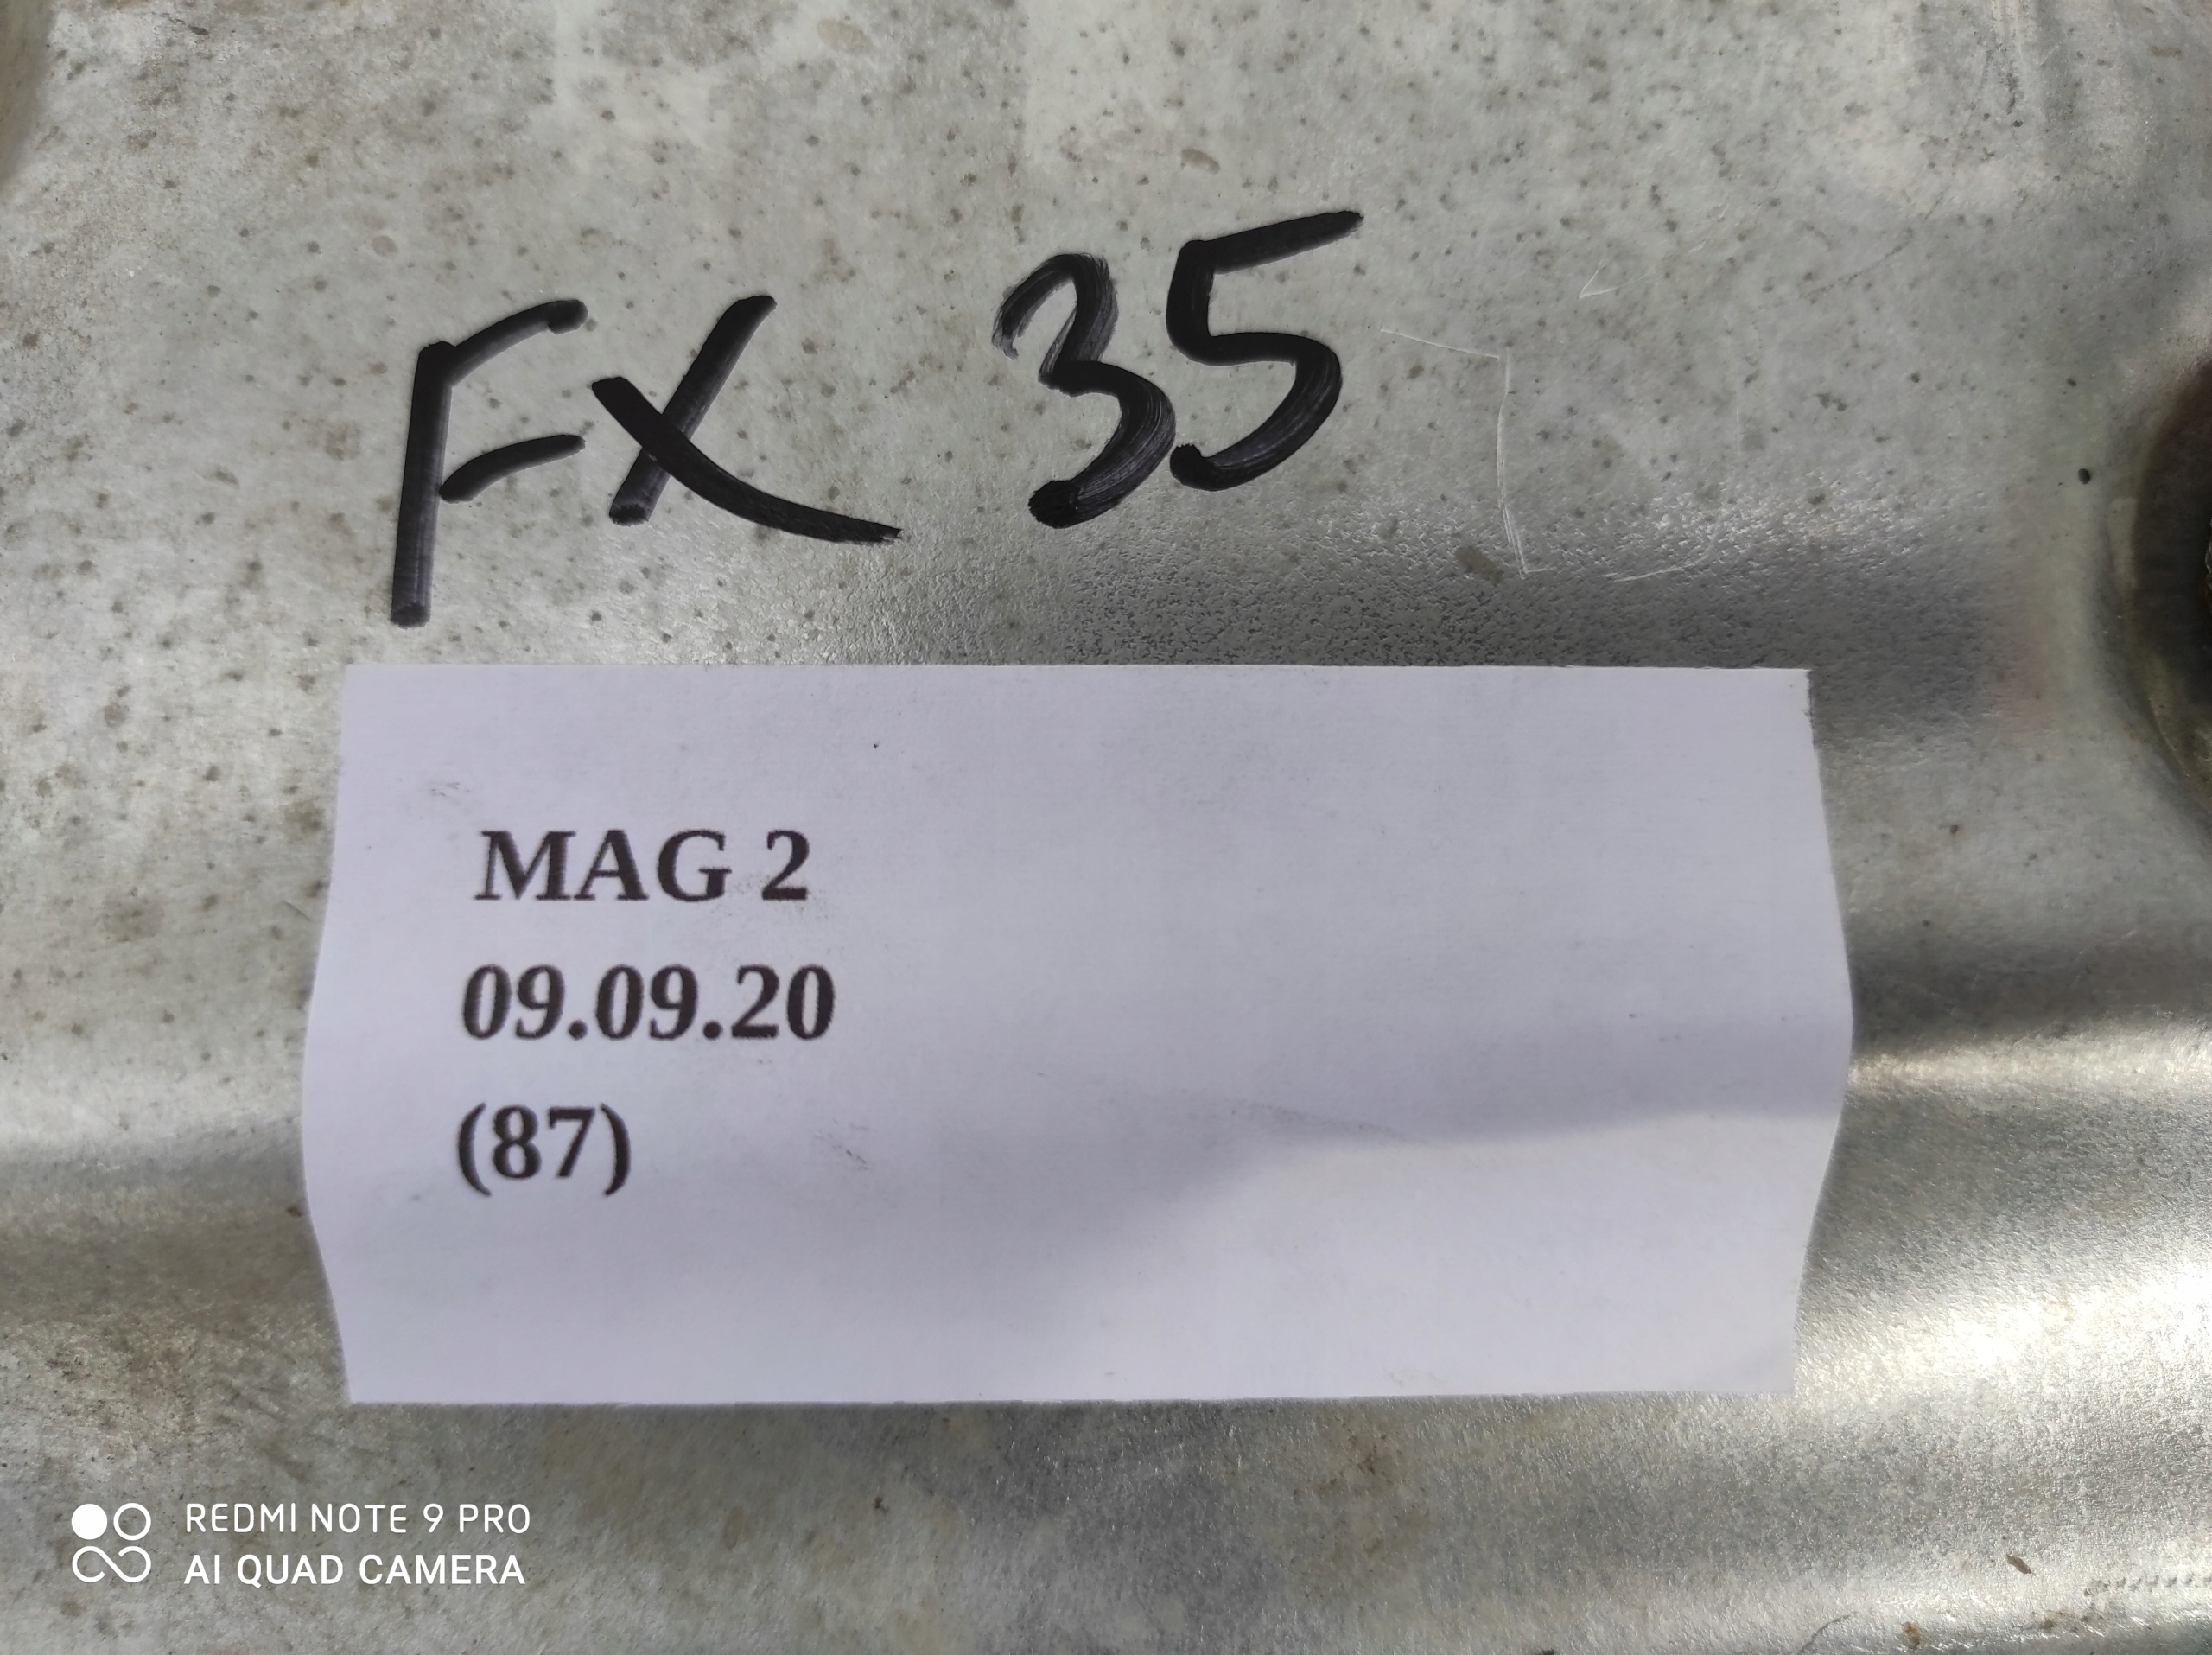 FX 35
MAG 2
09.09.20
(87)
REDMI NOTE 9 PRO
AI QUAD CAMERA